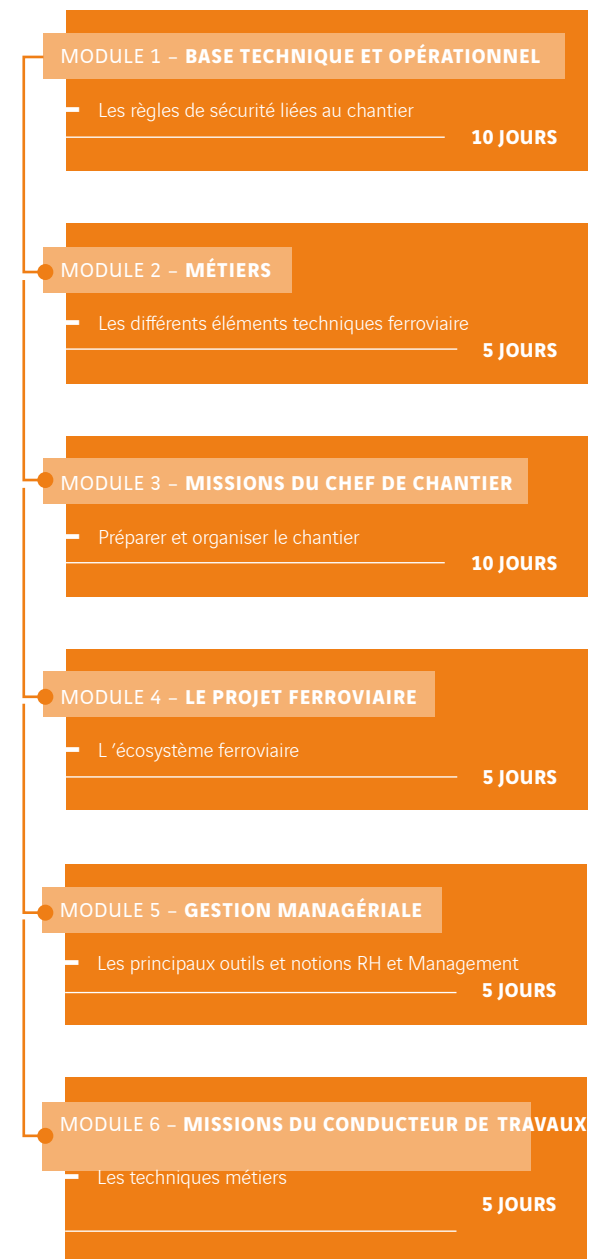 MODULE 1 – BASE TECHNIQUE ET OPÉRATIONNEL
Les règles de sécurité liées au chantier
10 JOURS
MODULE 2 – MÉTIERS
Les différents éléments techniques ferroviaire
5 JOURS
MODULE 3 – MISSIONS DU CHEF DE CHANTIER
Préparer et organiser le chantier
10 JOURS
MODULE 4 – LE PROJET FERROVIAIRE
L ‘écosystème ferroviaire
5 JOURS
MODULE 5 – GESTION MANAGÉRIALE
Les principaux outils et notions RH et Management
5 JOURS
MODULE 6 – MISSIONS DU CONDUCTEUR DE TRAVAUX
Les techniques métiers
5 JOURS